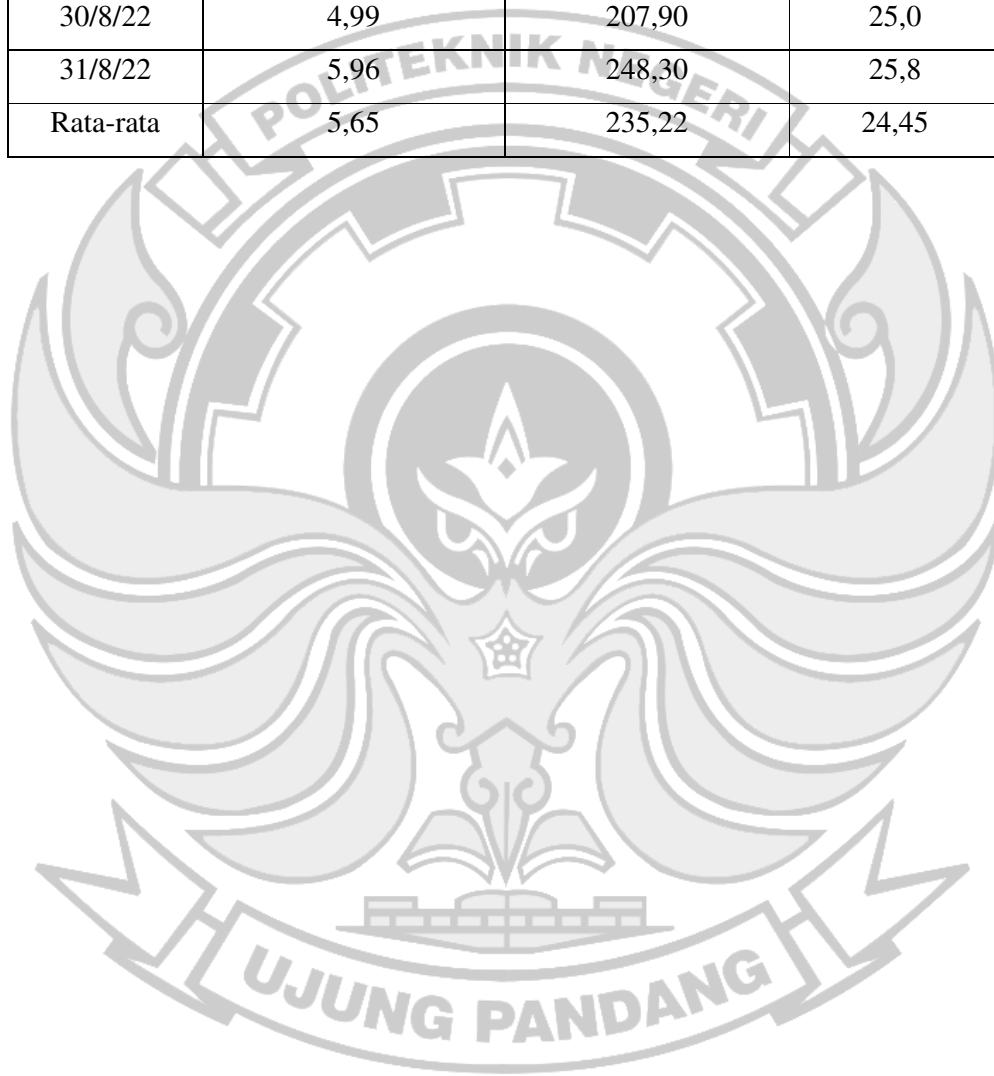 30/8/22 4,99 207,90 25,0
31/8/22 5,96 248,30 25,8
Rata-rata 5,65 235,22 24,45
POLITEKNIK NEGERI
UJUNG PANDANG